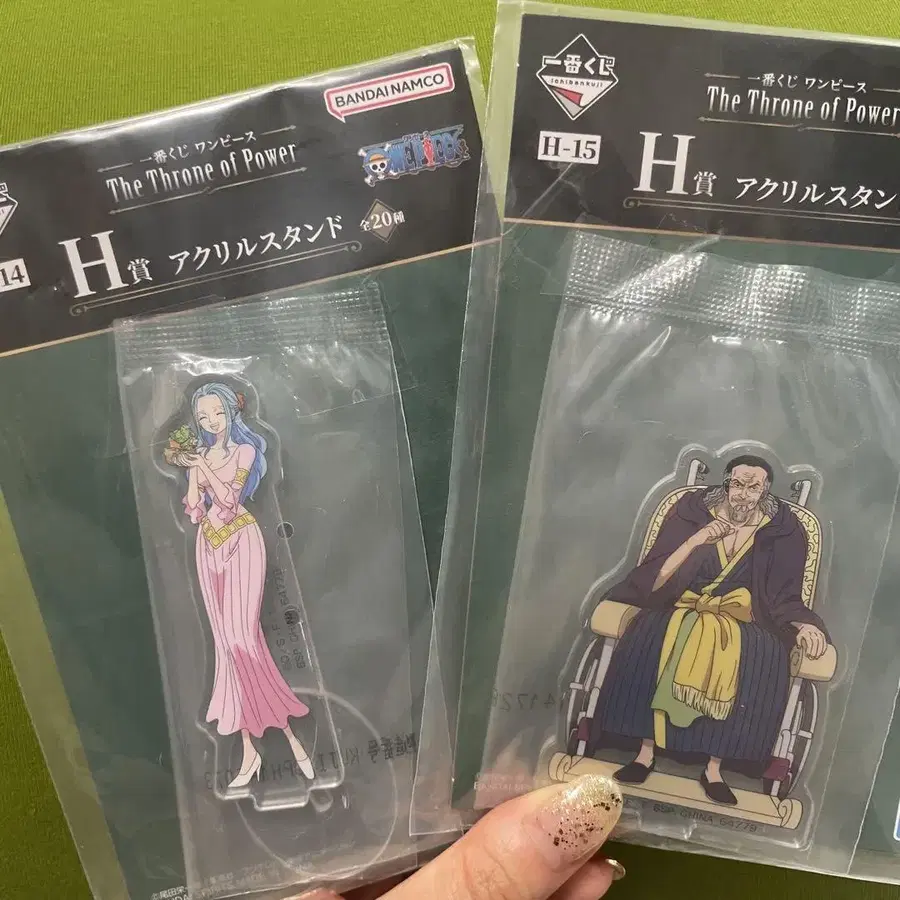 BANDAI NAMCO
一番くじ ワンピース
The Throne of Power
ONE PIECE
14
H賞 アクリルスタンド 全20種
一番くじ
ichibankuji
一番くじ ワンピース
The Throne of Power
H-15
H賞 アクリルスタン
BSP, CHINA